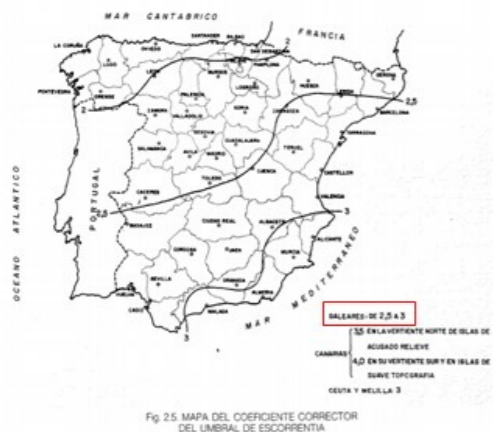 MAR CANTABRICO
FRANCIA
LA CORUÑA
OVIEDO
SANTANDER
BILBAO
SAN SEBASTIAN
2
LUGO
LEON
PAMPLONA
BURGOS
LOGROÑO
HUESCA
GERONA
PONTEVEDRA
ORENSE
2
PALENCIA
2,5
BARCELONA
ZAMORA
VALLADOLID
SORIA
ZARAGOZA
TARRAGONA
SEGOVIA
SALAMANCA
AVILA
MADRID
GUADALAJARA
TERUEL
CASTELLON
OCEANO ATLANTICO
PORTUGAL
TOLEDO
CUENCA
CACERES
VALENCIA
2,5
BADAJOZ
CIUDAD REAL
ALBACETE
3
ALICANTE
CORDOBA
JAEN
MURCIA
SEVILLA
GRANADA
HUELVA
ALMERIA
CADIZ
MALAGA
3
MAR MEDITERRANEO
BALEARES-DE 2,5 A 3
CANARIAS
3,5 EN LA VERTIENTE NORTE DE ISLAS DE
ACUSADO RELIEVE
4,0 EN SU VERTIENTE SUR Y EN ISLAS DE
SUAVE TOPOGRAFIA
CEUTA Y MELILLA: 3
Fig. 2.5. MAPA DEL COEFICIENTE CORRECTOR
DEL UMBRAL DE ESCORRENTIA